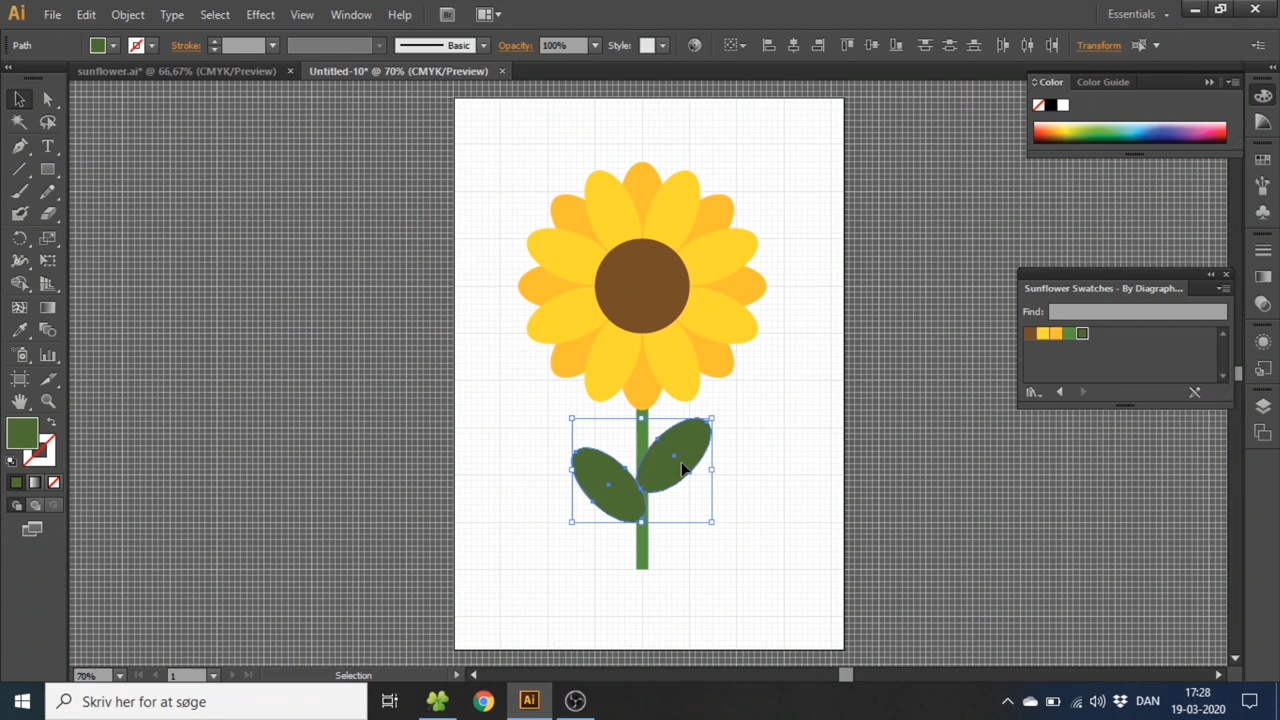 Ai File Edit Object Type Select Effect View Window Help Br Essentials
Path Stroke: Basic Opacity: 100% Style: Transform
sunflower.ai* @ 66,67% (CMYK/Preview) Untitled-10* @ 70% (CMYK/Preview)
Color Color Guide
Sunflower Swatches - By Diagraph...
Find:
70% 1 Selection
Skriv her for at søge Ai DAN 17:28
19-03-2020